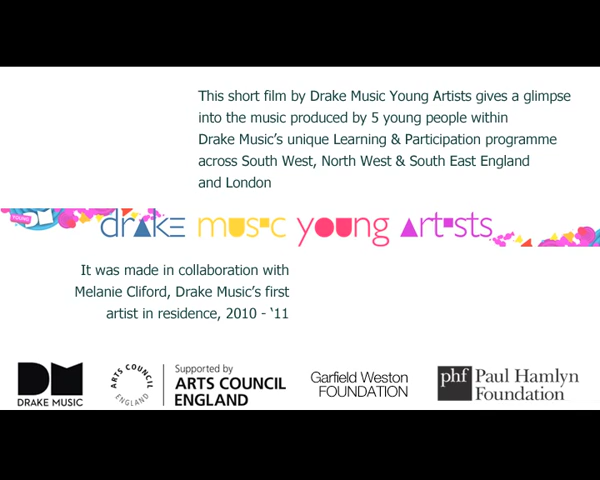 This short film by Drake Music Young Artists gives a glimpse
into the music produced by 5 young people within
Drake Music's unique Learning & Participation programme
across South West, North West & South East England
and London
YOUNG
drake music young artists
It was made in collaboration with
Melanie Cliford, Drake Music's first
artist in residence, 2010 - '11
DM
DRAKE MUSIC
ARTS COUNCIL
ENGLAND
Supported by
ARTS COUNCIL
ENGLAND
Garfield Weston
FOUNDATION
phf
Paul Hamlyn
Foundation